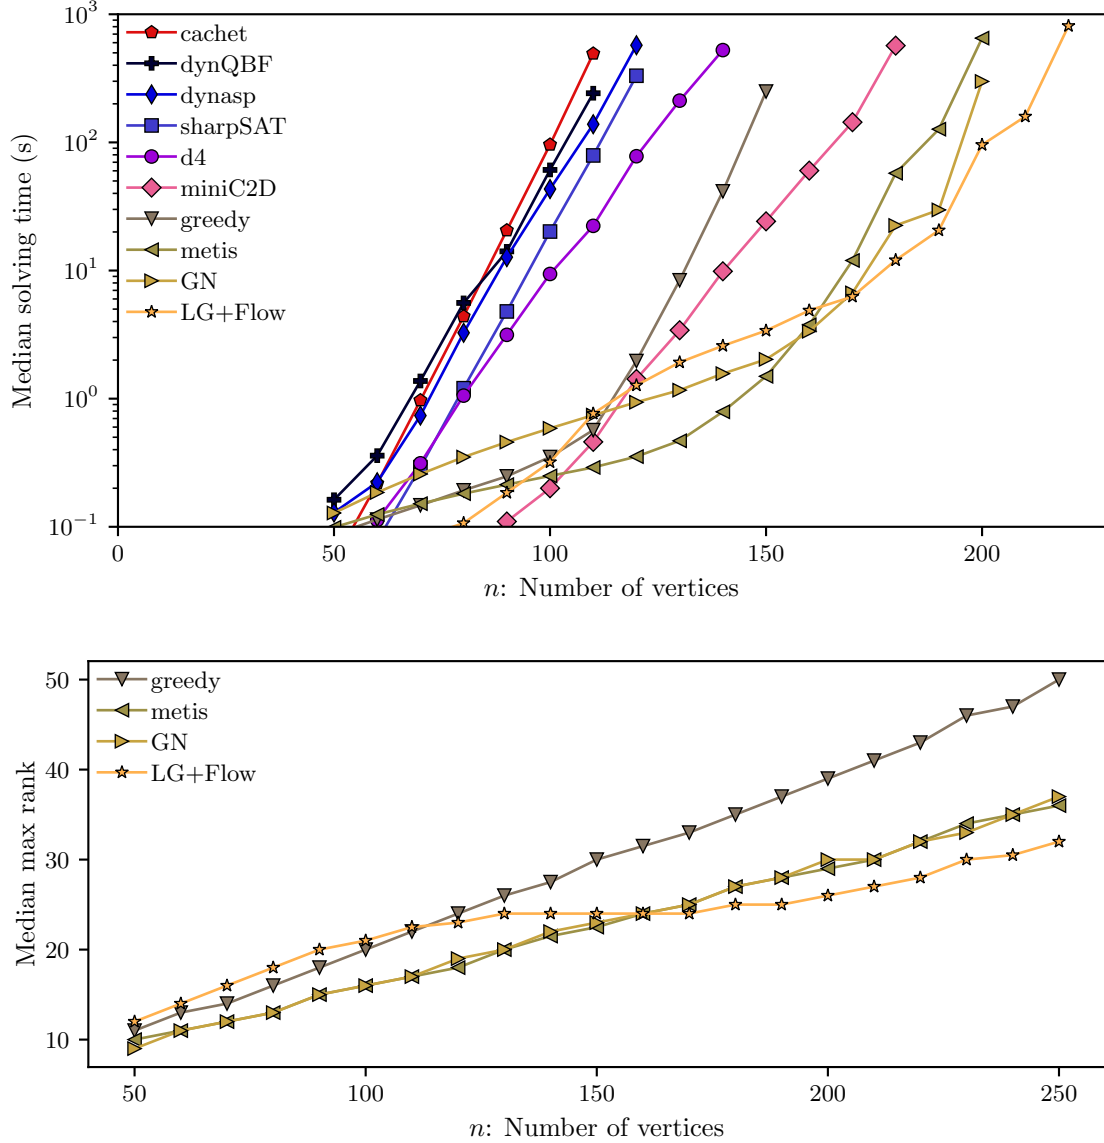 10^3
10^2
10^1
10^0
10^−1
Median solving time (s)
cachet
dynQBF
dynasp
sharpSAT
d4
miniC2D
greedy
metis
GN
LG+Flow
0 50 100 150 200
n: Number of vertices
50
40
30
20
10
Median max rank
greedy
metis
GN
LG+Flow
50 100 150 200 250
n: Number of vertices